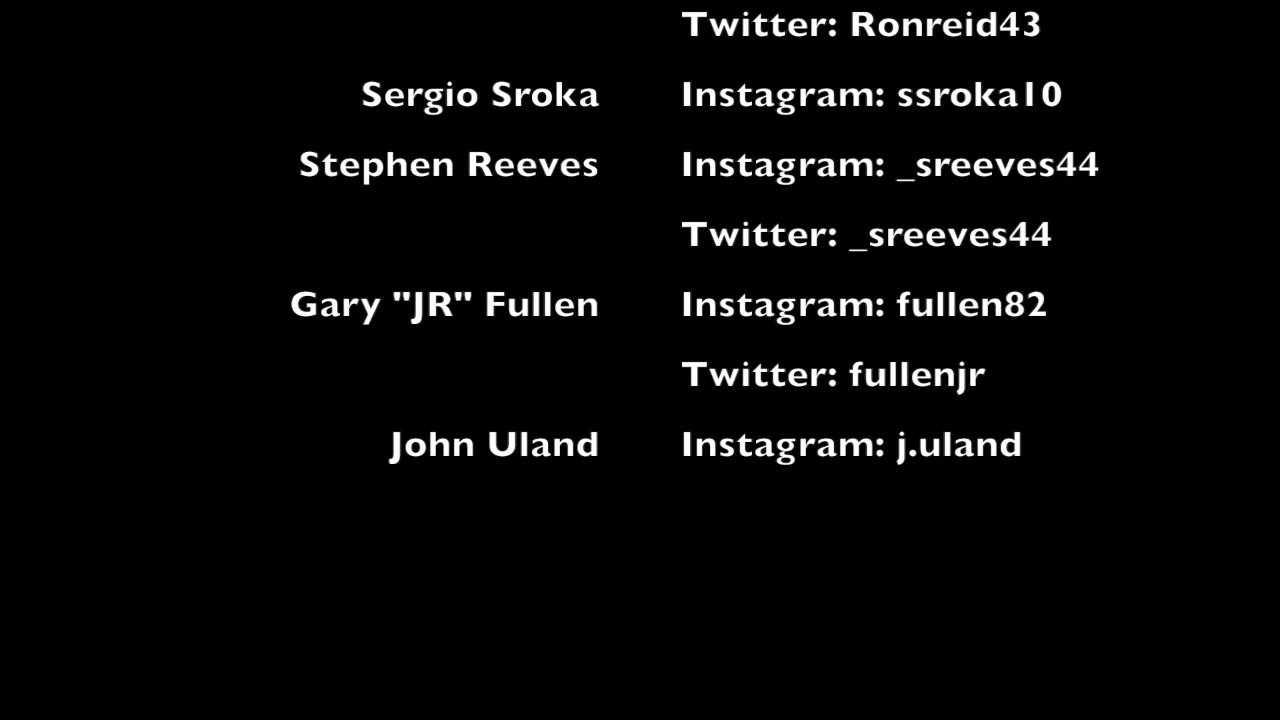 Twitter: Ronreid43
Sergio Sroka Instagram: ssroka10
Stephen Reeves Instagram: _sreeves44
Twitter: _sreeves44
Gary "JR" Fullen Instagram: fullen82
Twitter: fullenjr
John Uland Instagram: j.uland